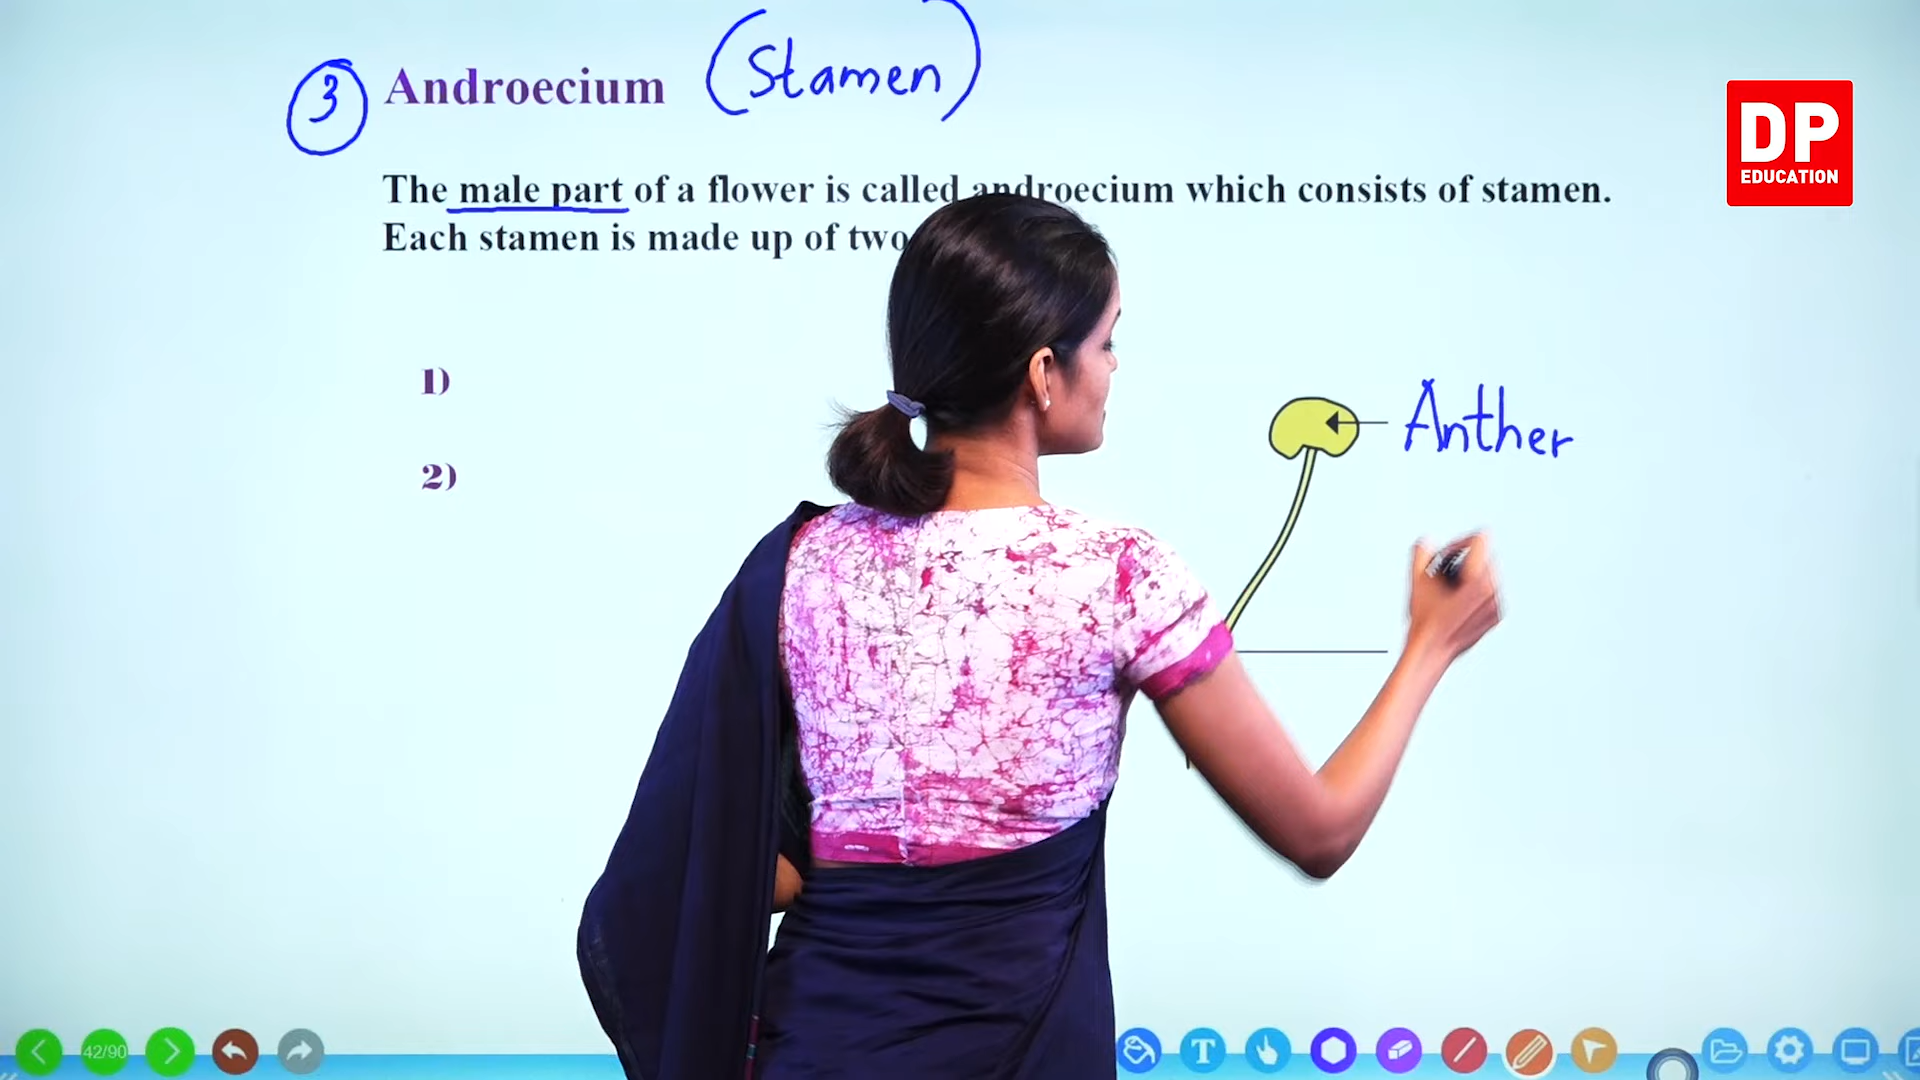 3 Androecium (Stamen)
DP
EDUCATION
The male part of a flower is called androecium which consists of stamen.
Each stamen is made up of two
1)
Anther
2)
42/90
T